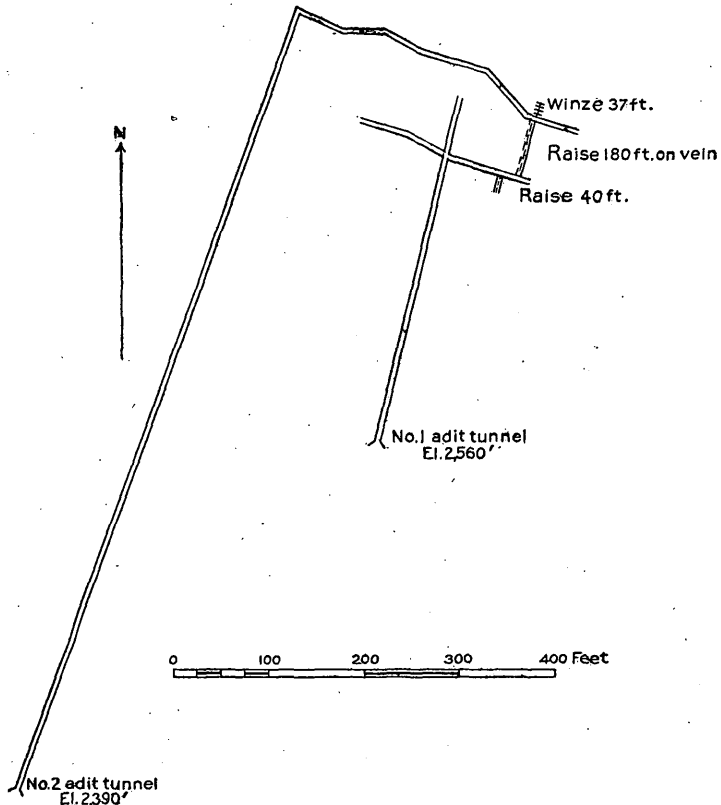 N
Winze 37ft.
Raise 180ft.on vein
Raise 40ft.
No.1 adit tunnel
El.2,560'
0 100 200 300 400 Feet
No.2 adit tunnel
El.2,390'